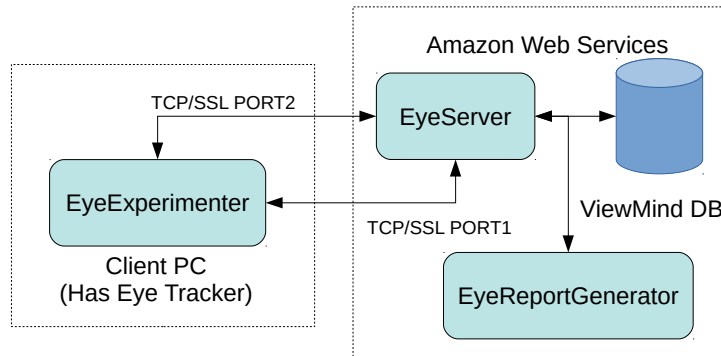 Amazon Web Services
TCP/SSL PORT2
EyeServer
EyeExperimenter
TCP/SSL PORT1
ViewMind DB
Client PC
(Has Eye Tracker)
EyeReportGenerator